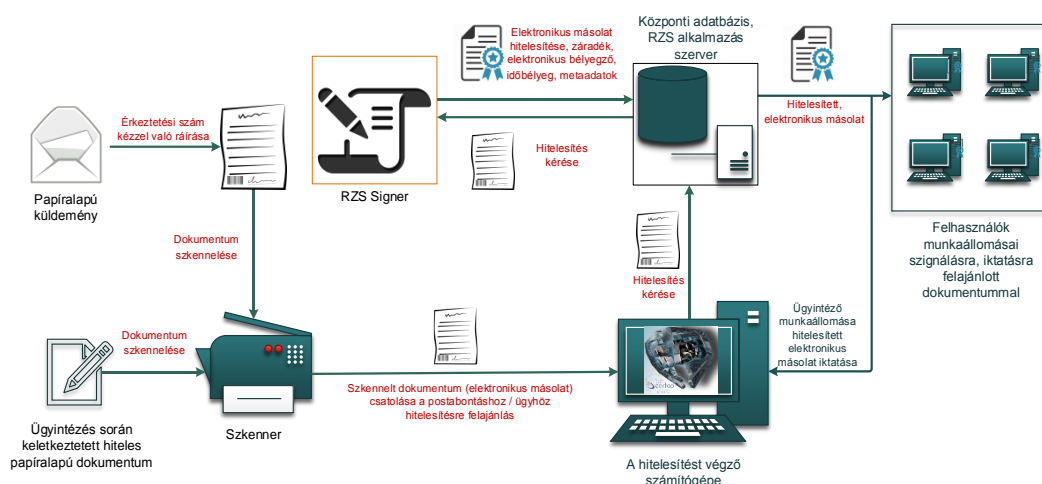 Elektronikus másolat
hitelesítése, záradék,
elektronikus bélyegző,
időbélyeg, metaadatok
Központi adatbázis,
RZS alkalmazás
szerver
Érkeztetési szám
kézzel való ráírása
Hitelesített,
elektronikus másolat
Hitelesítés
kérése
Papíralapú
küldemény
RZS Signer
Dokumentum
szkennelése
Felhasználók
munkaállomásai
szignálásra, iktatásra
felajánlott
dokumentummal
Hitelesítés
kérése
Ügyintéző
munkaállomása
hitelesített
elektronikus
másolat iktatása
Dokumentum
szkennelése
Szkennelt dokumentum (elektronikus másolat)
csatolása a postabontáshoz / ügyhöz
hitelesítésre felajánlás
Ügyintézés során
keletkeztetett hiteles
papíralapú dokumentum
Szkenner
A hitelesítést végző
számítógépe